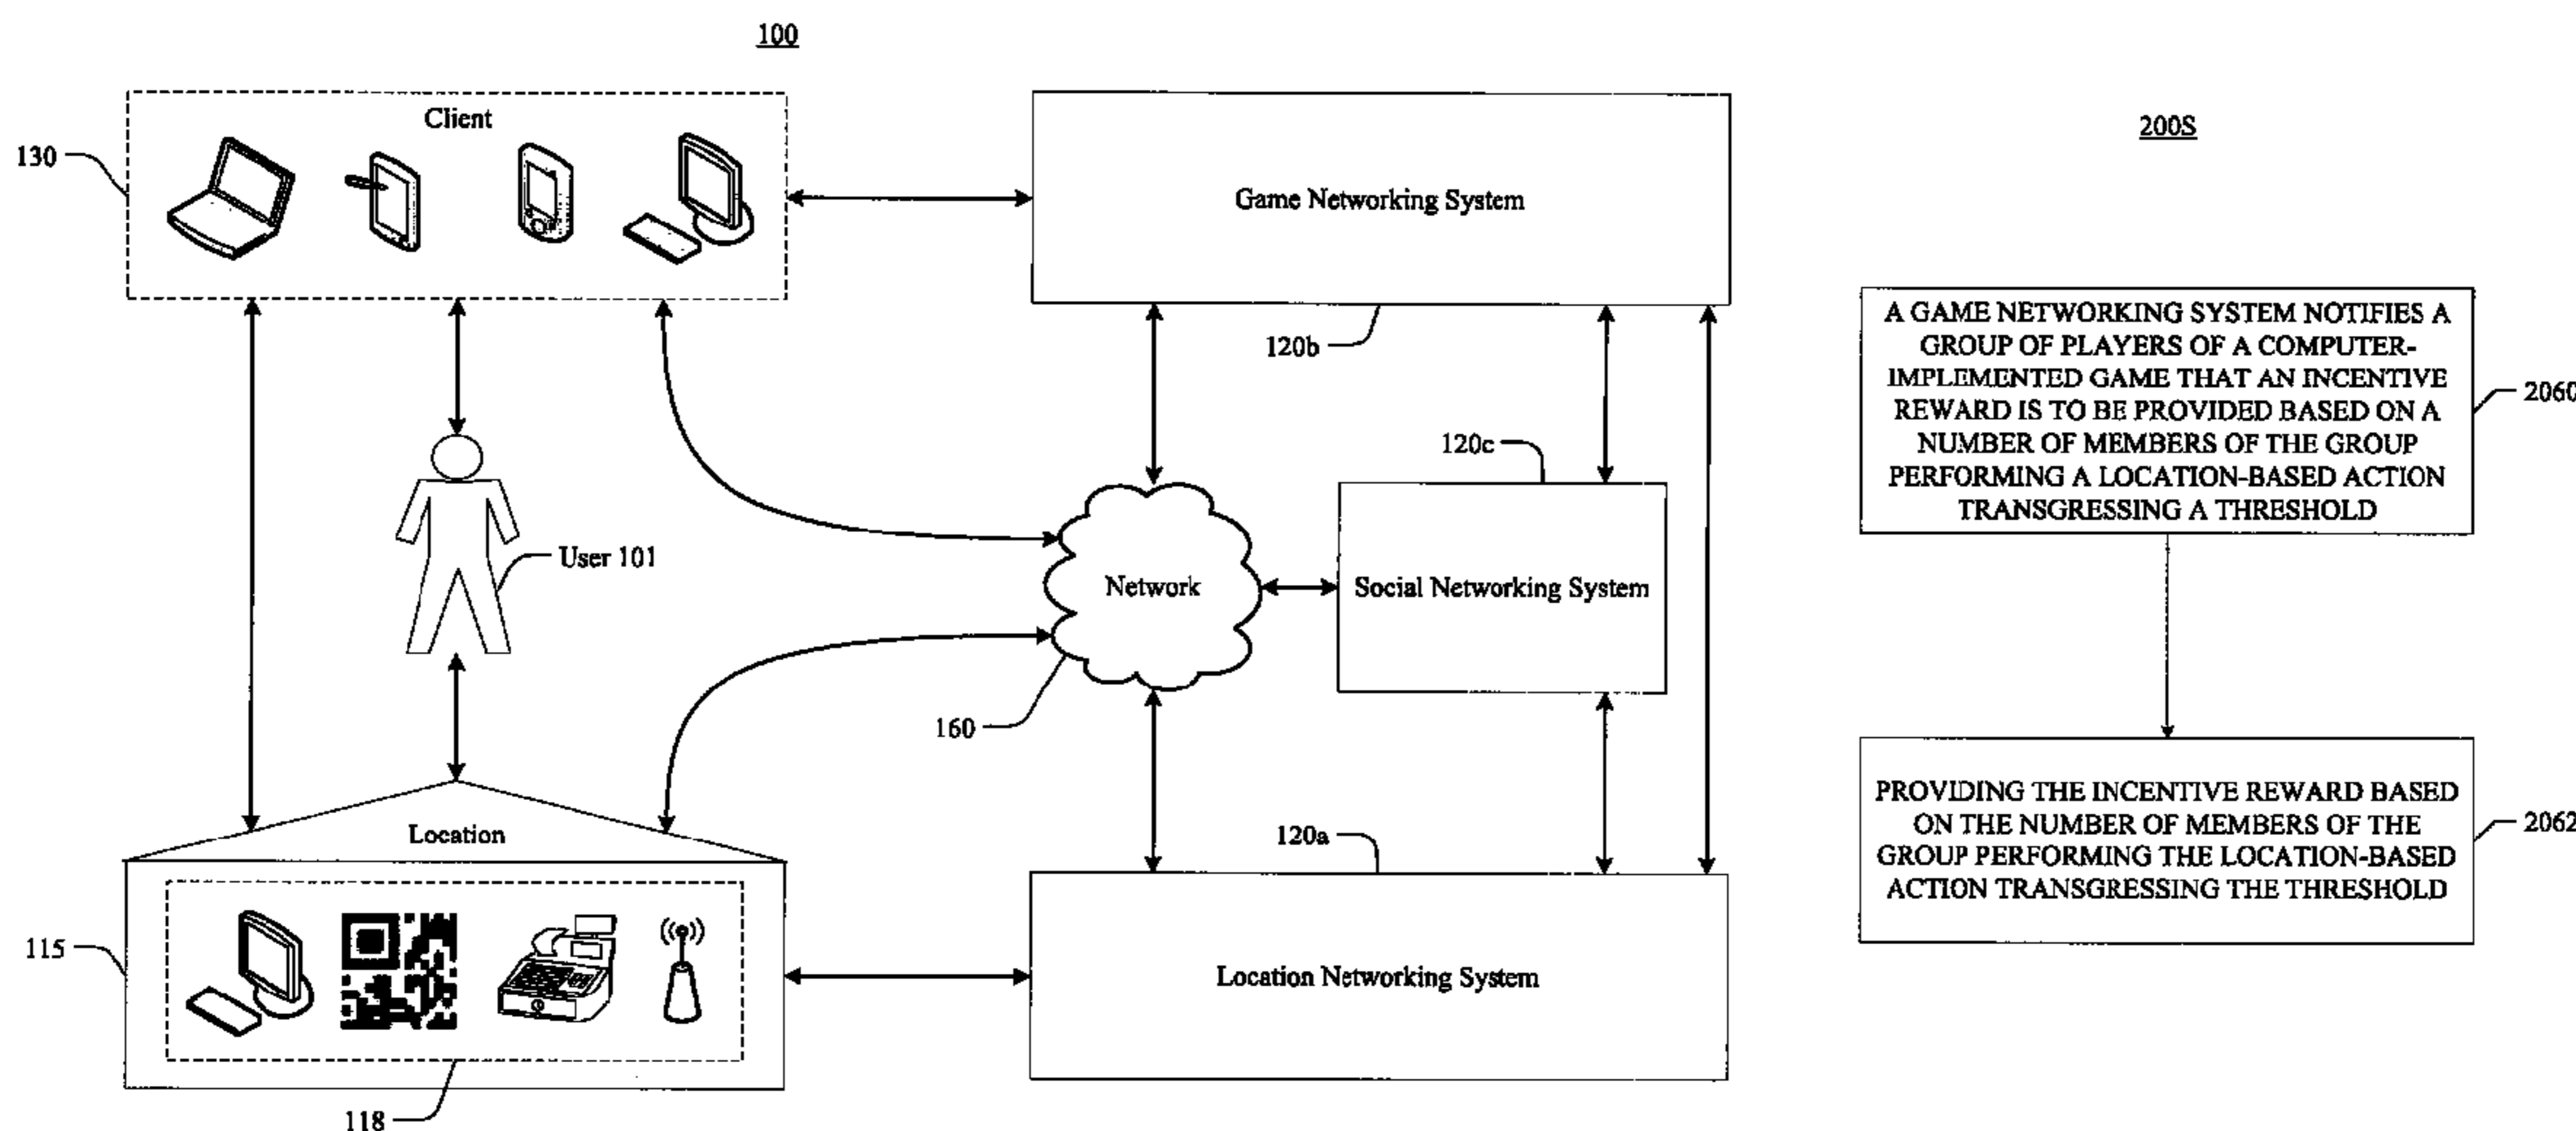 100
Client
130
Game Networking System
120b
200S
A GAME NETWORKING SYSTEM NOTIFIES A
GROUP OF PLAYERS OF A COMPUTER-
IMPLEMENTED GAME THAT AN INCENTIVE
REWARD IS TO BE PROVIDED BASED ON A
NUMBER OF MEMBERS OF THE GROUP
PERFORMING A LOCATION-BASED ACTION
TRANSGRESSING A THRESHOLD
2060
120c
User 101
Network
Social Networking System
160
Location
120a
115
Location Networking System
118
PROVIDING THE INCENTIVE REWARD BASED
ON THE NUMBER OF MEMBERS OF THE
GROUP PERFORMING THE LOCATION-BASED
ACTION TRANSGRESSING THE THRESHOLD
2062